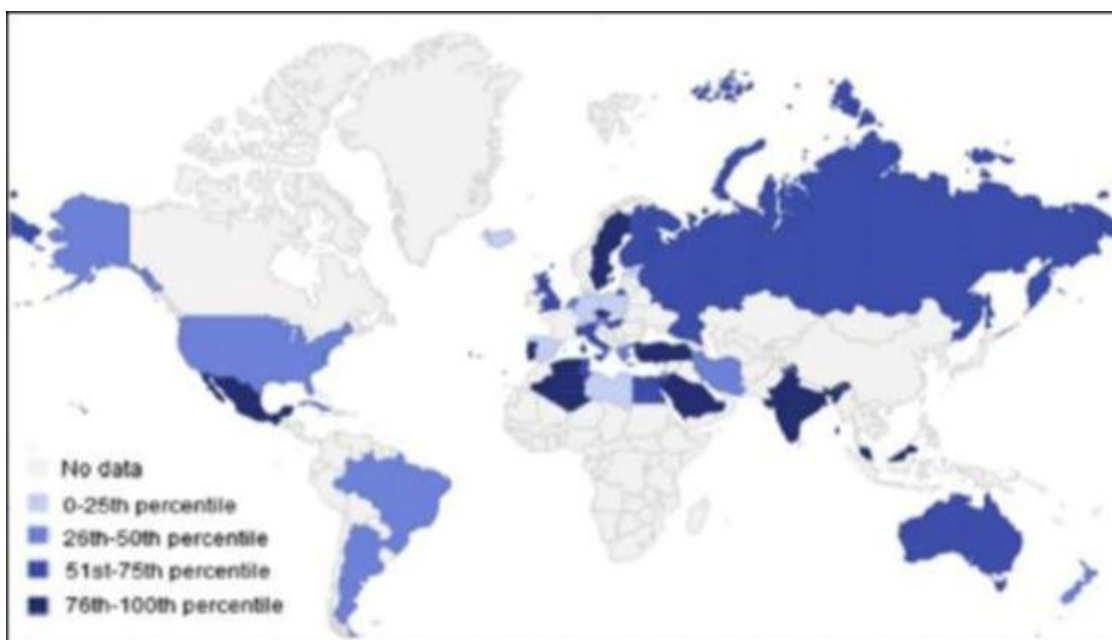 No data
0-25th percentile
26th-50th percentile
51st-75th percentile
76th-100th percentile